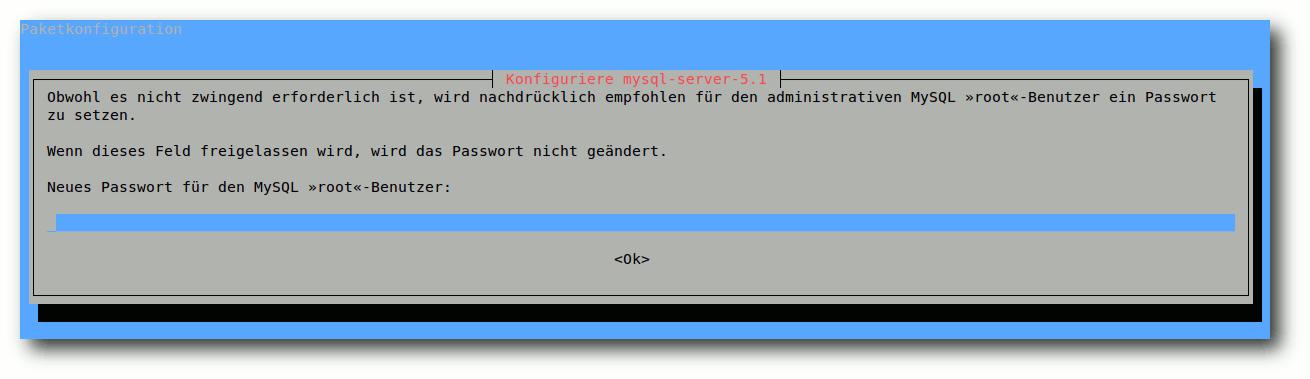 Paketkonfiguration
Konfiguriere mysql-server-5.1
Obwohl es nicht zwingend erforderlich ist, wird nachdrücklich empfohlen für den administrativen MySQL »root«-Benutzer ein Passwort
zu setzen.
Wenn dieses Feld freigelassen wird, wird das Passwort nicht geändert.
Neues Passwort für den MySQL »root«-Benutzer:
<Ok>